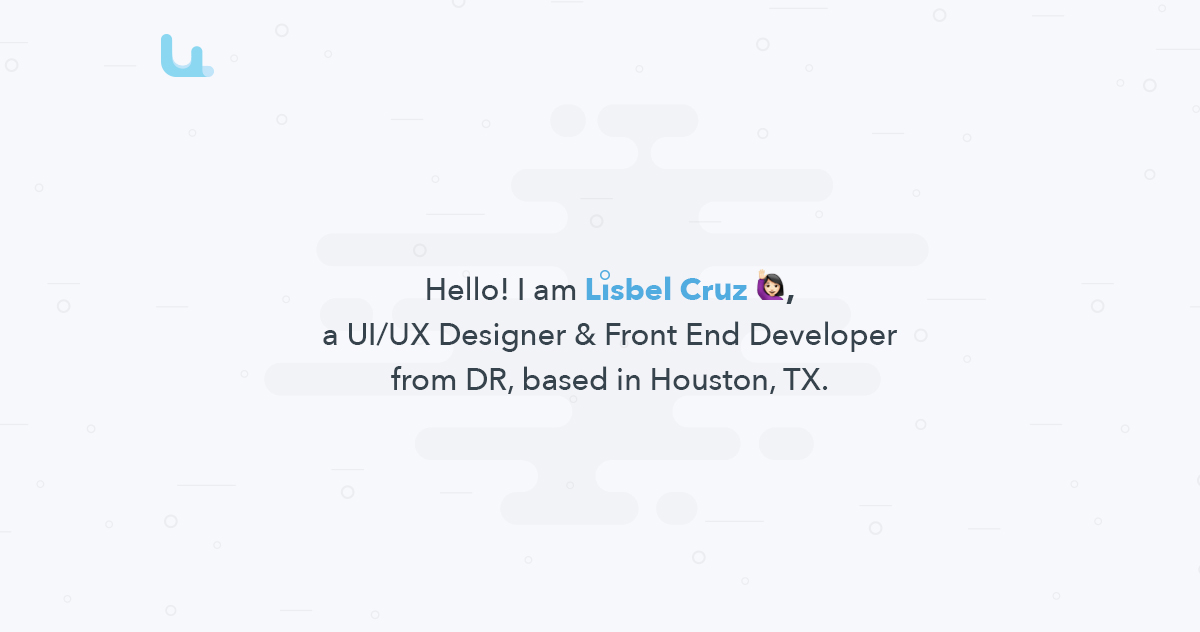 Hello! I am Lisbel Cruz 🙋🏻‍♀️,
a UI/UX Designer & Front End Developer
from DR, based in Houston, TX.